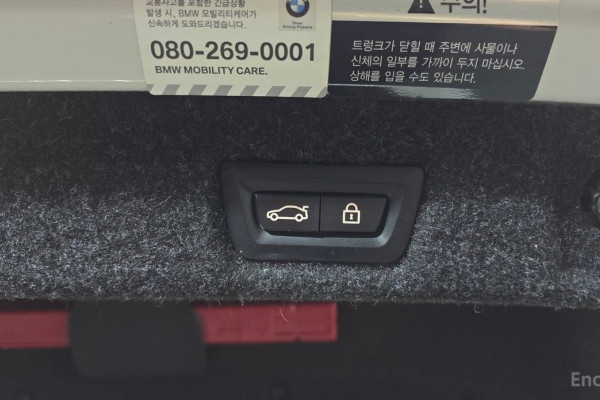 교통사고를 포함한 긴급상황
발생 시, BMW 모빌리티케어가
신속하게 도와드리겠습니다.
080-269-0001
BMW MOBILITY CARE.
주의!
트렁크가 닫힐 때 주변에 사물이나
신체의 일부를 가까이 두지 마십시오.
상해를 입을 수도 있습니다.
Enc